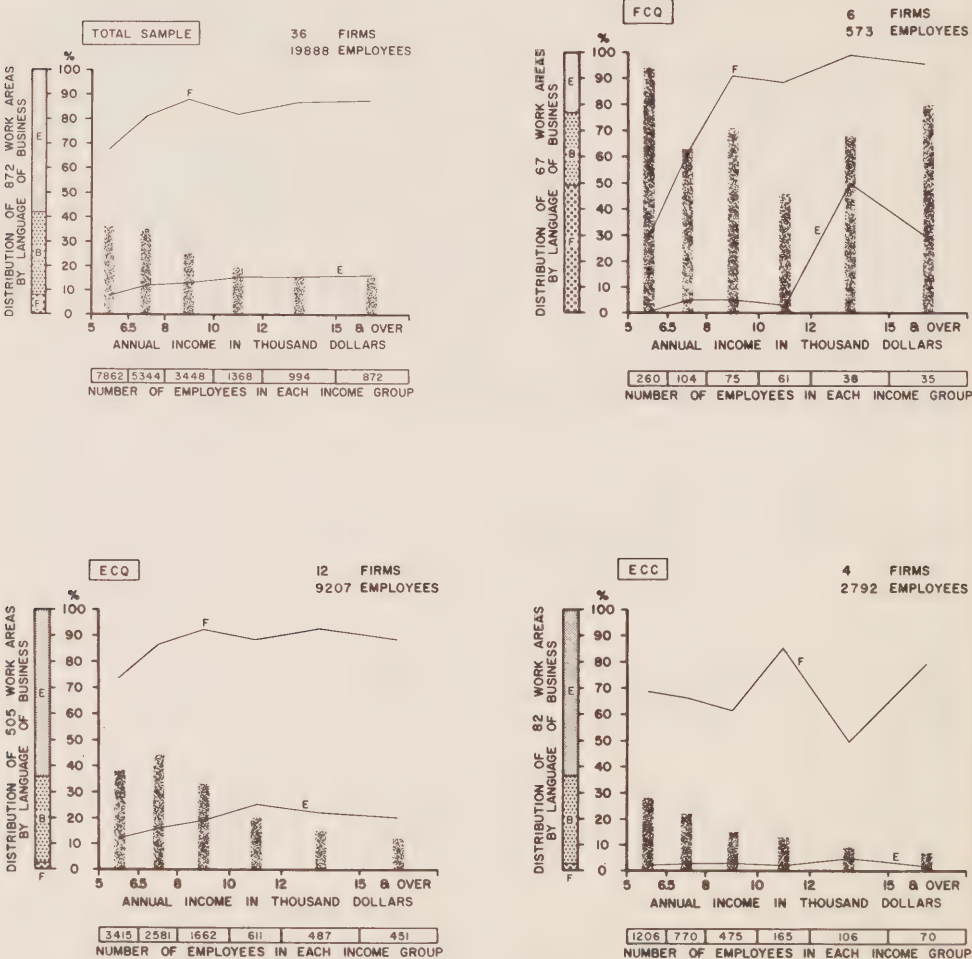 TOTAL SAMPLE
36 FIRMS
19888 EMPLOYEES
%
DISTRIBUTION OF 872 WORK AREAS
BY LANGUAGE OF BUSINESS
E
B
F
100
90
80
70
60
50
40
30
20
10
0
F
E
5 6.5 8 10 12 15 & OVER
ANNUAL INCOME IN THOUSAND DOLLARS
7862 5344 3448 1368 994 872
NUMBER OF EMPLOYEES IN EACH INCOME GROUP
FCQ
6 FIRMS
573 EMPLOYEES
%
DISTRIBUTION OF 67 WORK AREAS
BY LANGUAGE OF BUSINESS
E
B
F
100
90
80
70
60
50
40
30
20
10
0
F
E
5 6.5 8 10 12 15 & OVER
ANNUAL INCOME IN THOUSAND DOLLARS
260 104 75 61 38 35
NUMBER OF EMPLOYEES IN EACH INCOME GROUP
ECQ
12 FIRMS
9207 EMPLOYEES
%
DISTRIBUTION OF 505 WORK AREAS
BY LANGUAGE OF BUSINESS
E
B
F
100
90
80
70
60
50
40
30
20
10
0
F
E
5 6.5 8 10 12 15 & OVER
ANNUAL INCOME IN THOUSAND DOLLARS
3415 2581 1662 611 487 451
NUMBER OF EMPLOYEES IN EACH INCOME GROUP
ECC
4 FIRMS
2792 EMPLOYEES
%
DISTRIBUTION OF 82 WORK AREAS
BY LANGUAGE OF BUSINESS
E
B
F
100
90
80
70
60
50
40
30
20
10
0
F
E
5 6.5 8 10 12 15 & OVER
ANNUAL INCOME IN THOUSAND DOLLARS
1206 770 475 165 106 70
NUMBER OF EMPLOYEES IN EACH INCOME GROUP